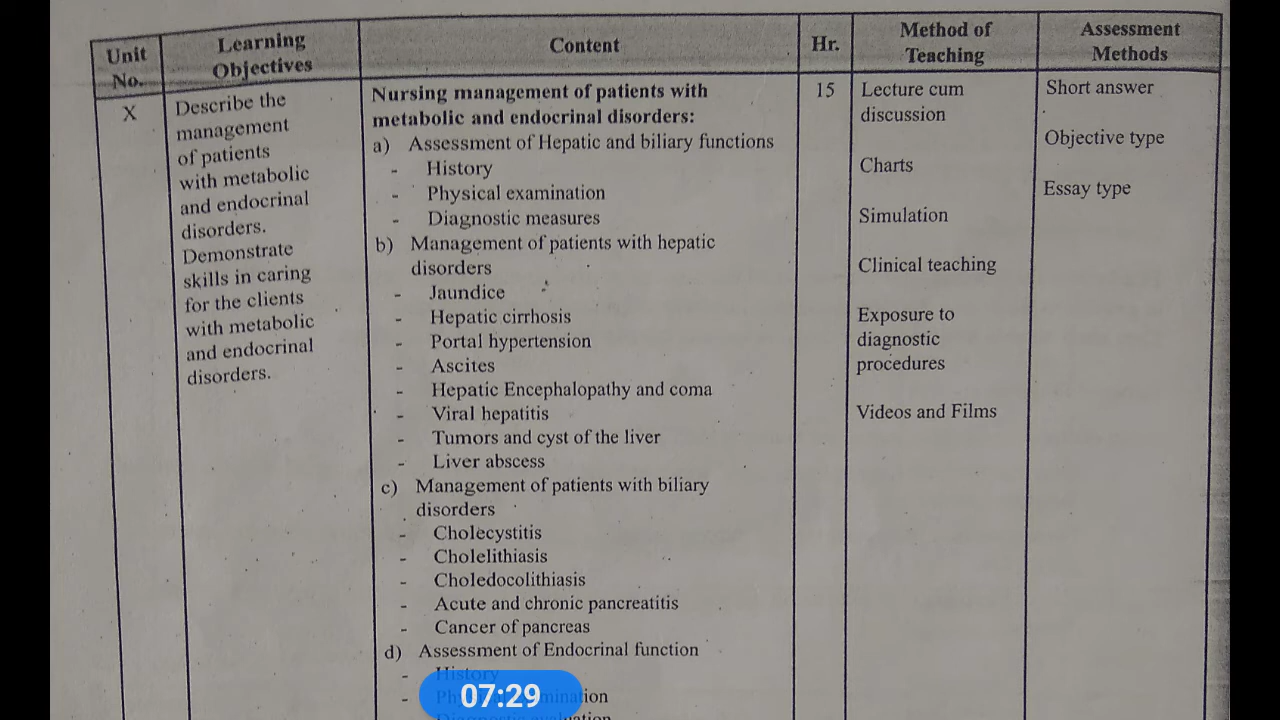 Unit No.
Learning Objectives
Content
Hr.
Method of Teaching
Assessment Methods
X
Describe the
management
of patients
with metabolic
and endocrinal
disorders.
Demonstrate
skills in caring
for the clients
with metabolic
and endocrinal
disorders.
Nursing management of patients with
metabolic and endocrinal disorders:
a) Assessment of Hepatic and biliary functions
- History
- Physical examination
- Diagnostic measures
b) Management of patients with hepatic
disorders
- Jaundice
- Hepatic cirrhosis
- Portal hypertension
- Ascites
- Hepatic Encephalopathy and coma
- Viral hepatitis
- Tumors and cyst of the liver
- Liver abscess
c) Management of patients with biliary
disorders
- Cholecystitis
- Cholelithiasis
- Choledocolithiasis
- Acute and chronic pancreatitis
- Cancer of pancreas
d) Assessment of Endocrinal function
- History
15
Lecture cum
discussion
Charts
Simulation
Clinical teaching
Exposure to
diagnostic
procedures
Videos and Films
Short answer
Objective type
Essay type
07:29